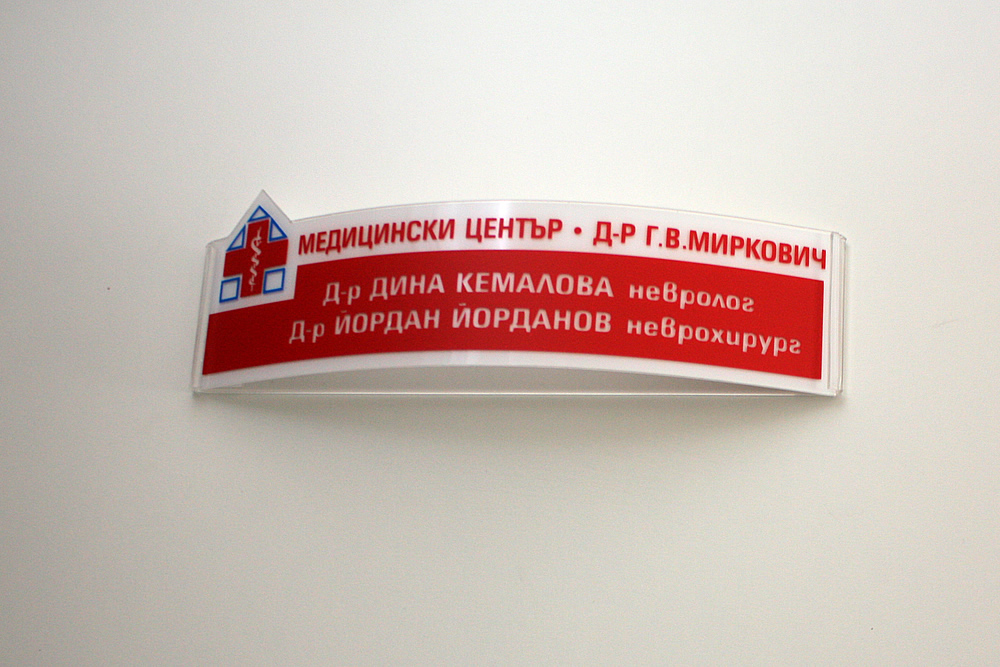 МЕДИЦИНСКИ ЦЕНТЪР • Д-Р Г.В.МИРКОВИЧ
Д-р ДИНА КЕМАЛОВА невролог
Д-р ЙОРДАН ЙОРДАНОВ неврохирург